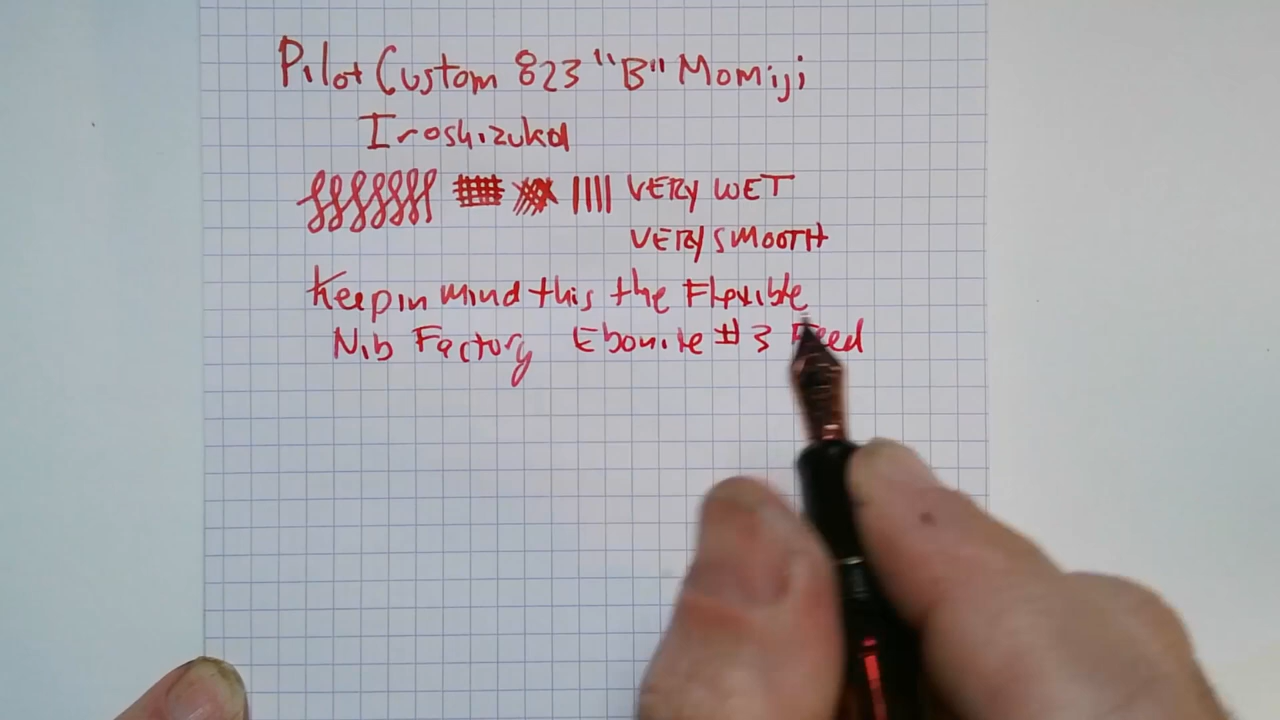 Pilot Custom 823 "B" Momiji
Iroshizuka
VERY WET
VERY SMOOTH
Keep in mind this the Flexible
Nib Factory Ebonite #3 Feed